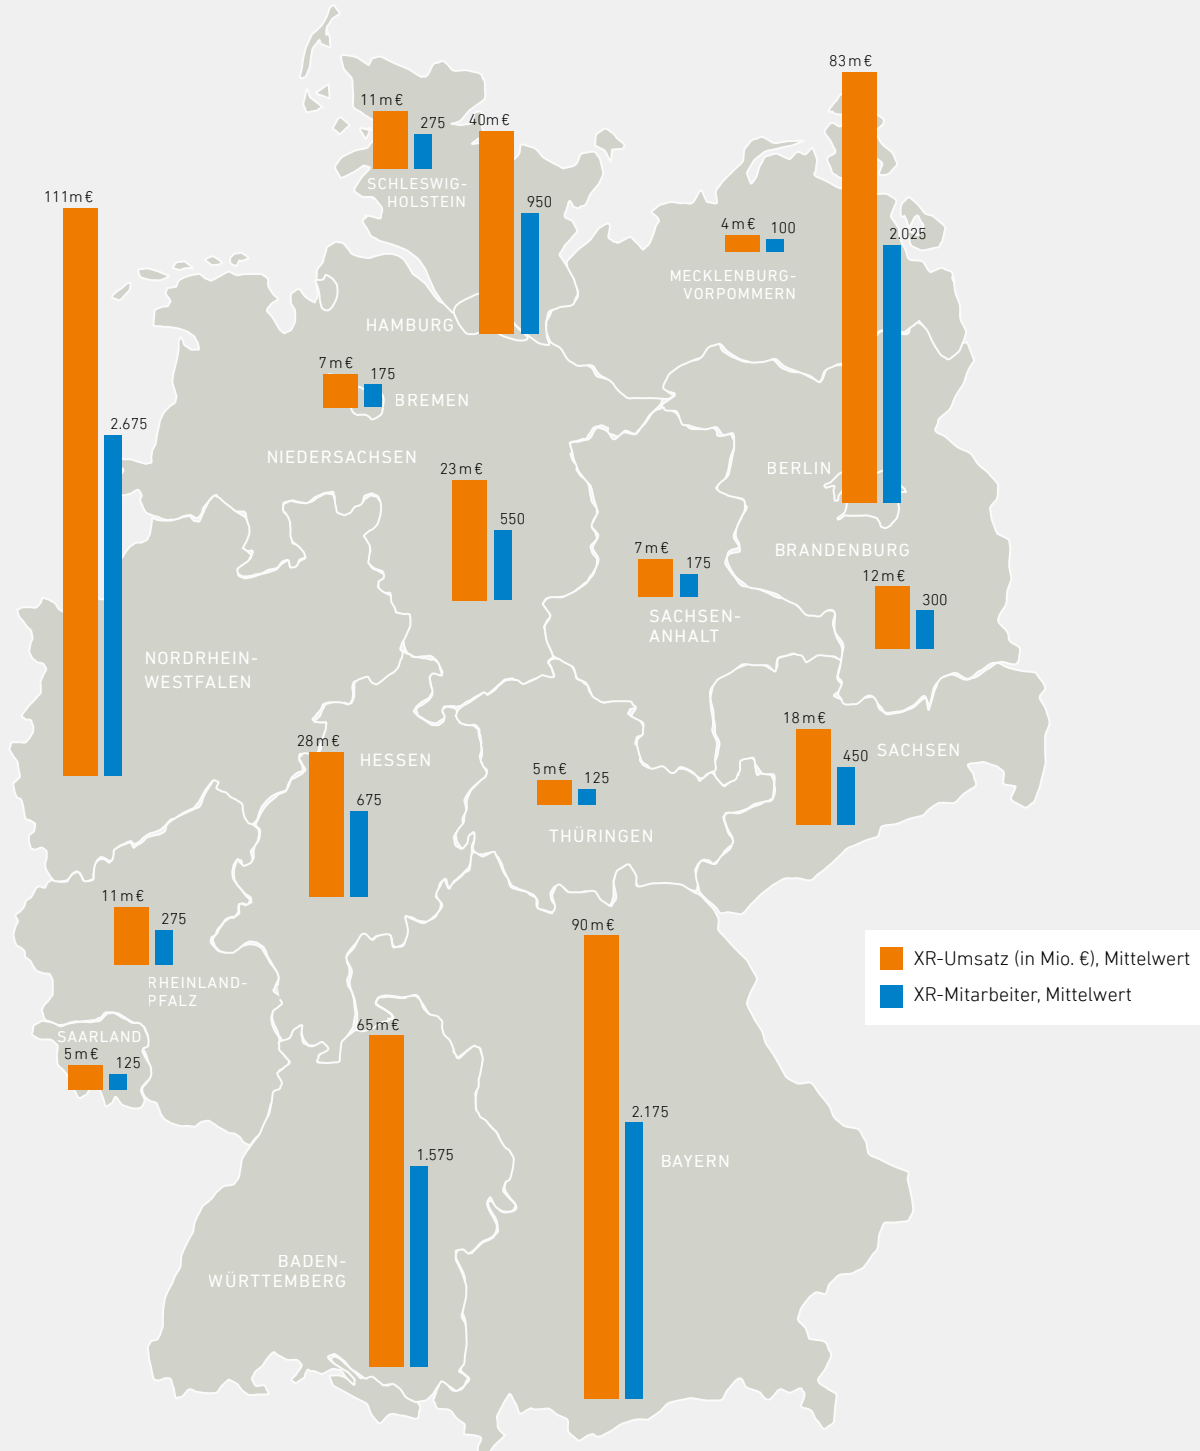 83 m €
11 m €
275
40m €
SCHLESWIG-
HOLSTEIN
111m €
950
4 m €
100
2.025
MECKLENBURG-
VORPOMMERN
HAMBURG
7 m €
175
BREMEN
2.675
NIEDERSACHSEN
23 m €
550
BERLIN
7 m €
175
BRANDENBURG
12 m €
300
SACHSEN-
ANHALT
NORDRHEIN-
WESTFALEN
18 m €
450
SACHSEN
28 m €
HESSEN
675
5 m €
125
THÜRINGEN
11 m €
275
RHEINLAND-
PFALZ
90 m €
XR-Umsatz (in Mio. €), Mittelwert
XR-Mitarbeiter, Mittelwert
SAARLAND
5 m €
125
65 m €
1.575
2.175
BAYERN
BADEN-
WÜRTTEMBERG